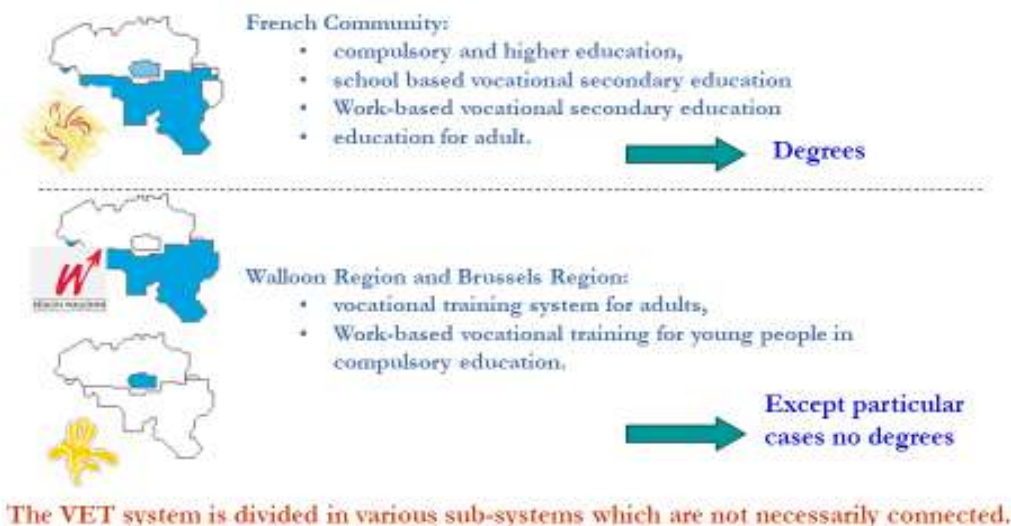 French Community:
• compulsory and higher education,
• school based vocational secondary education
• Work-based vocational secondary education
• education for adult.
Degrees
W
RÉGION WALLONNE
Walloon Region and Brussels Region:
• vocational training system for adults,
• Work-based vocational training for young people in
compulsory education.
Except particular
cases no degrees
The VET system is divided in various sub-systems which are not necessarily connected.